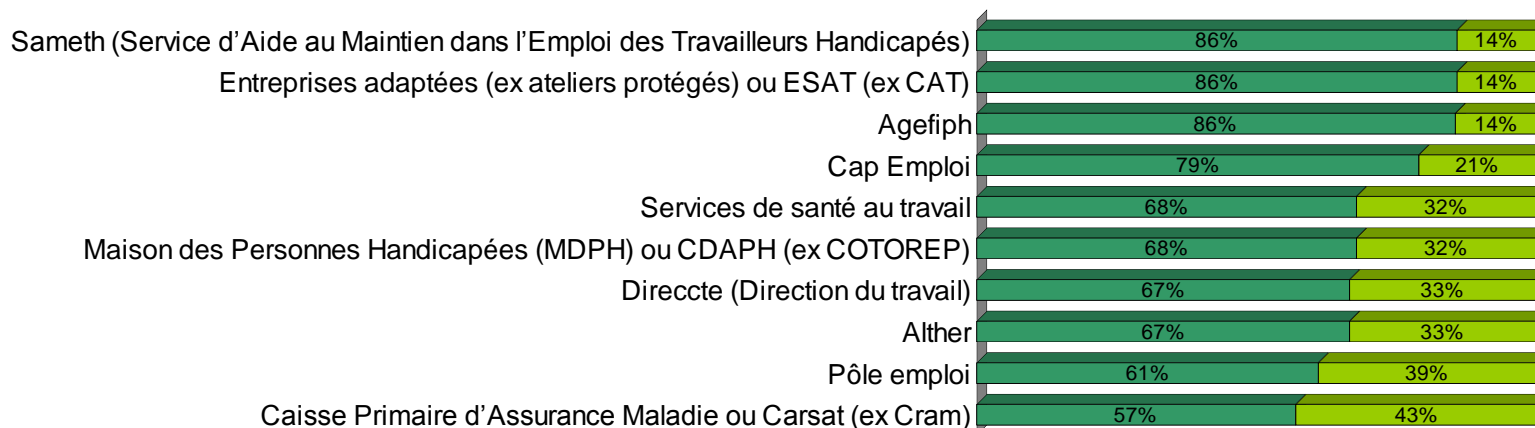 Sameth (Service d’Aide au Maintien dans l’Emploi des Travailleurs Handicapés) 86% 14%
Entreprises adaptées (ex ateliers protégés) ou ESAT (ex CAT) 86% 14%
Agefiph 86% 14%
Cap Emploi 79% 21%
Services de santé au travail 68% 32%
Maison des Personnes Handicapées (MDPH) ou CDAPH (ex COTOREP) 68% 32%
Direccte (Direction du travail) 67% 33%
Alther 67% 33%
Pôle emploi 61% 39%
Caisse Primaire d’Assurance Maladie ou Carsat (ex Cram) 57% 43%